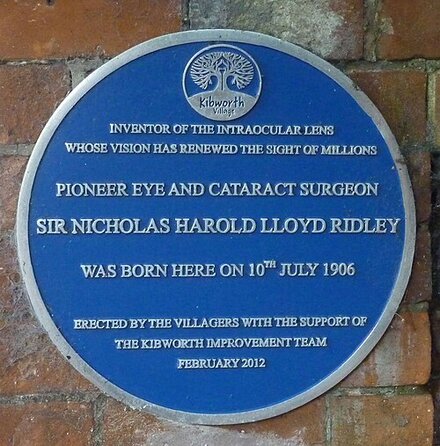 Kibworth
Village
INVENTOR OF THE INTRAOCULAR LENS
WHOSE VISION HAS RENEWED THE SIGHT OF MILLIONS
PIONEER EYE AND CATARACT SURGEON
SIR NICHOLAS HAROLD LLOYD RIDLEY
WAS BORN HERE ON 10TH JULY 1906
ERECTED BY THE VILLAGERS WITH THE SUPPORT OF
THE KIBWORTH IMPROVEMENT TEAM
FEBRUARY 2012